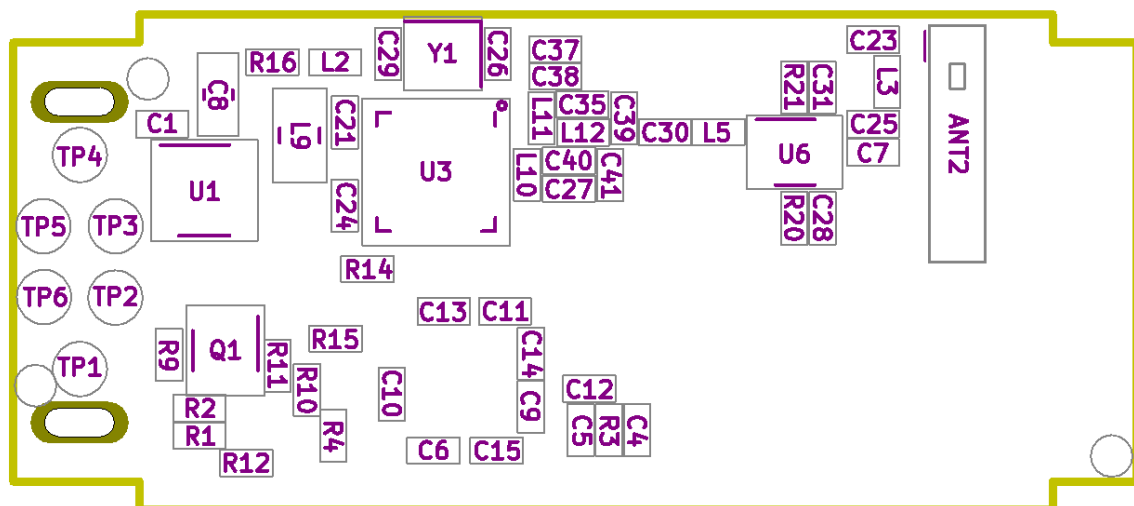 C29
Y1
C26
C37
C23
R16
L2
C38
R21
C31
L3
C8
C1
L9
C21
L11
C35
C39
L12
C30
L5
C25
ANT2
TP4
U3
U6
C7
U1
L10
C40
C41
C27
C24
R20
C28
TP5
TP3
R14
TP6
TP2
C13
C11
R15
C14
R9
Q1
R11
TP1
R10
C10
C9
C12
R2
R1
R4
C5
R3
C4
C6
C15
R12